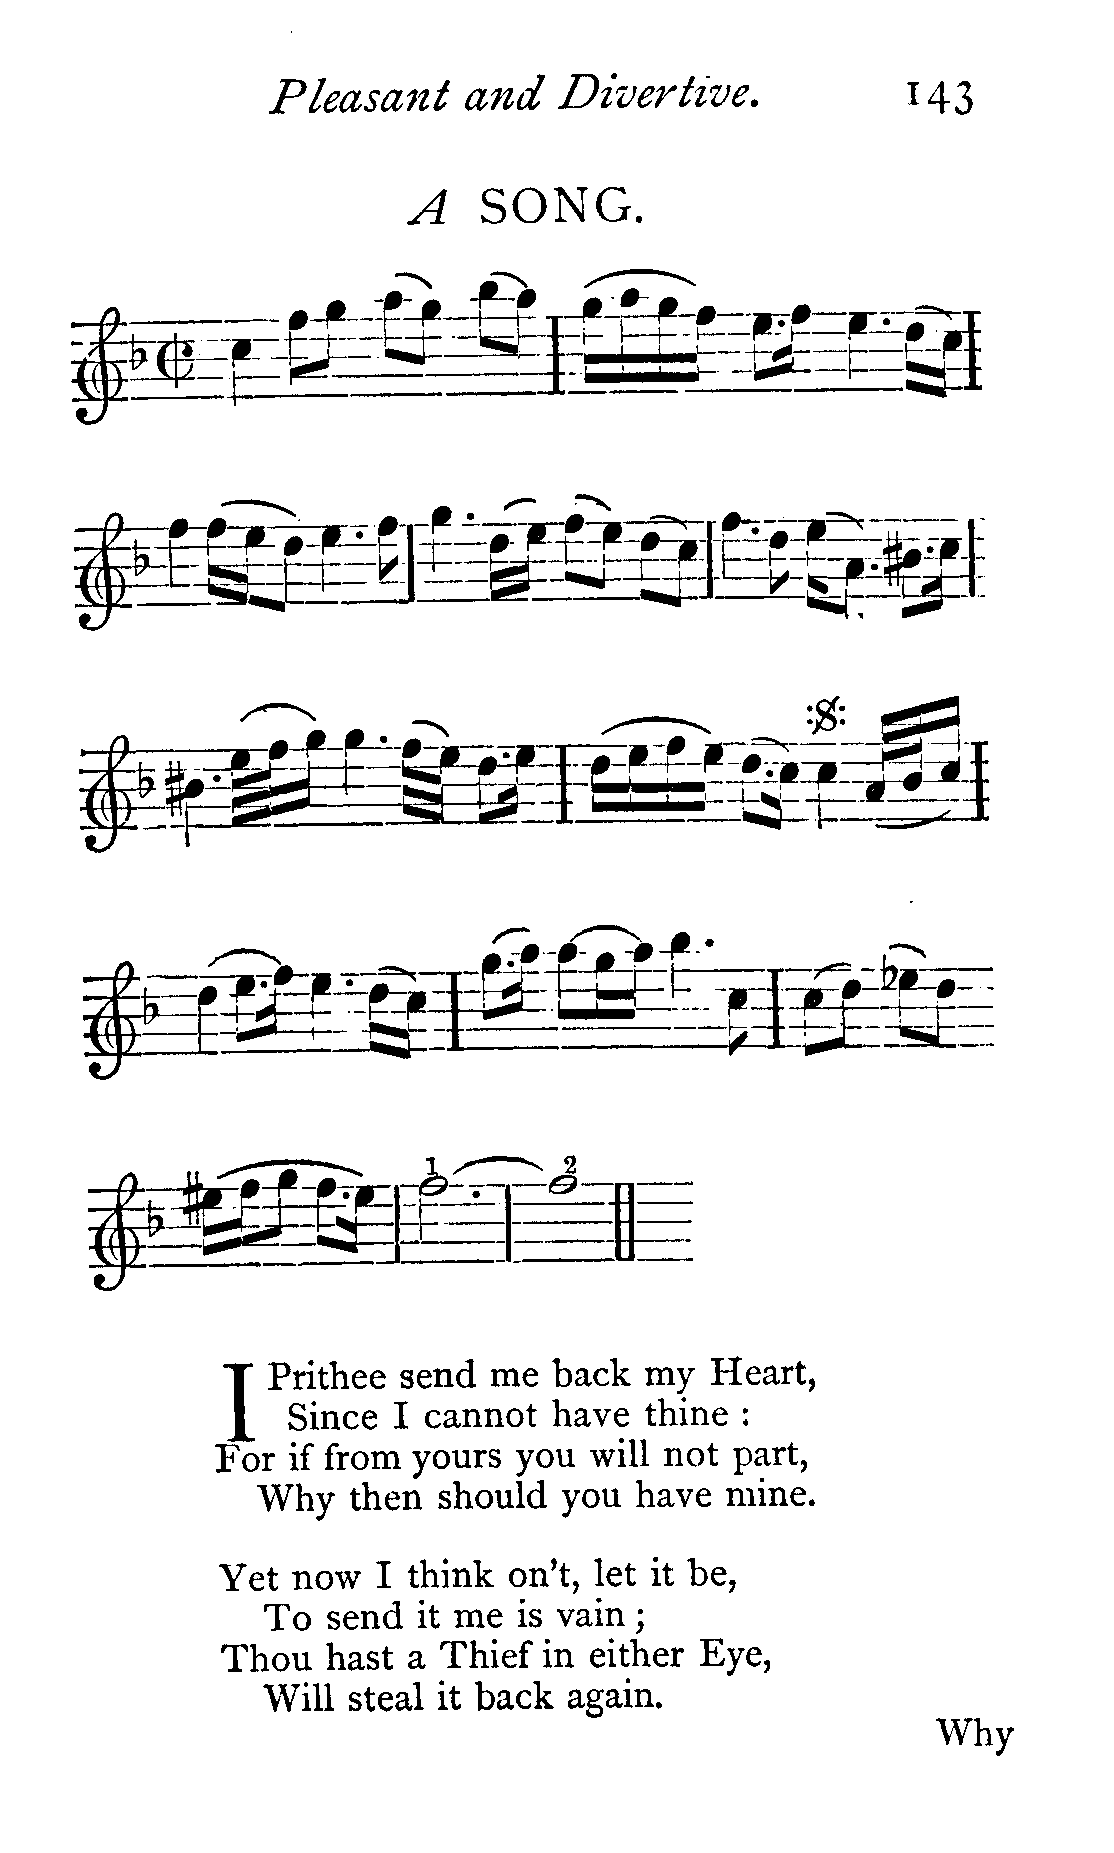 Pleasant and Divertive. 143
A SONG.
1 2
I Prithee send me back my Heart,
Since I cannot have thine :
For if from yours you will not part,
Why then should you have mine.
Yet now I think on't, let it be,
To send it me is vain ;
Thou hast a Thief in either Eye,
Will steal it back again.
Why